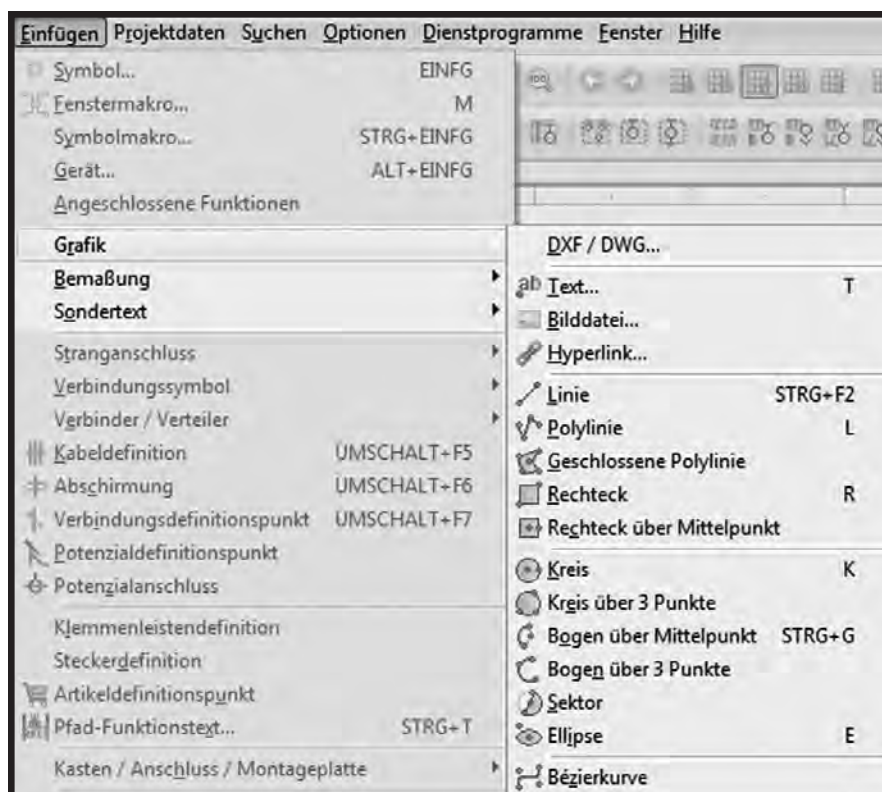 Einfügen Projektdaten Suchen Optionen Dienstprogramme Fenster Hilfe
Symbol... EINFG
Fenstermakro... M
Symbolmakro... STRG+EINFG
Gerät... ALT+EINFG
Angeschlossene Funktionen
Grafik
Bemaßung
Sondertext
Stranganschluss
Verbindungssymbol
Verbinder / Verteiler
Kabeldefinition UMSCHALT+F5
Abschirmung UMSCHALT+F6
Verbindungsdefinitionspunkt UMSCHALT+F7
Potenzialdefinitionspunkt
Potenzialanschluss
Klemmenleistendefinition
Steckerdefinition
Artikeldefinitionspunkt
Pfad-Funktionstext... STRG+T
Kasten / Anschluss / Montageplatte
DXF / DWG...
ab Text... T
Bilddatei...
Hyperlink...
Linie STRG+F2
Polylinie L
Geschlossene Polylinie
Rechteck R
Rechteck über Mittelpunkt
Kreis K
Kreis über 3 Punkte
Bogen über Mittelpunkt STRG+G
Bogen über 3 Punkte
Sektor
Ellipse E
Bézierkurve